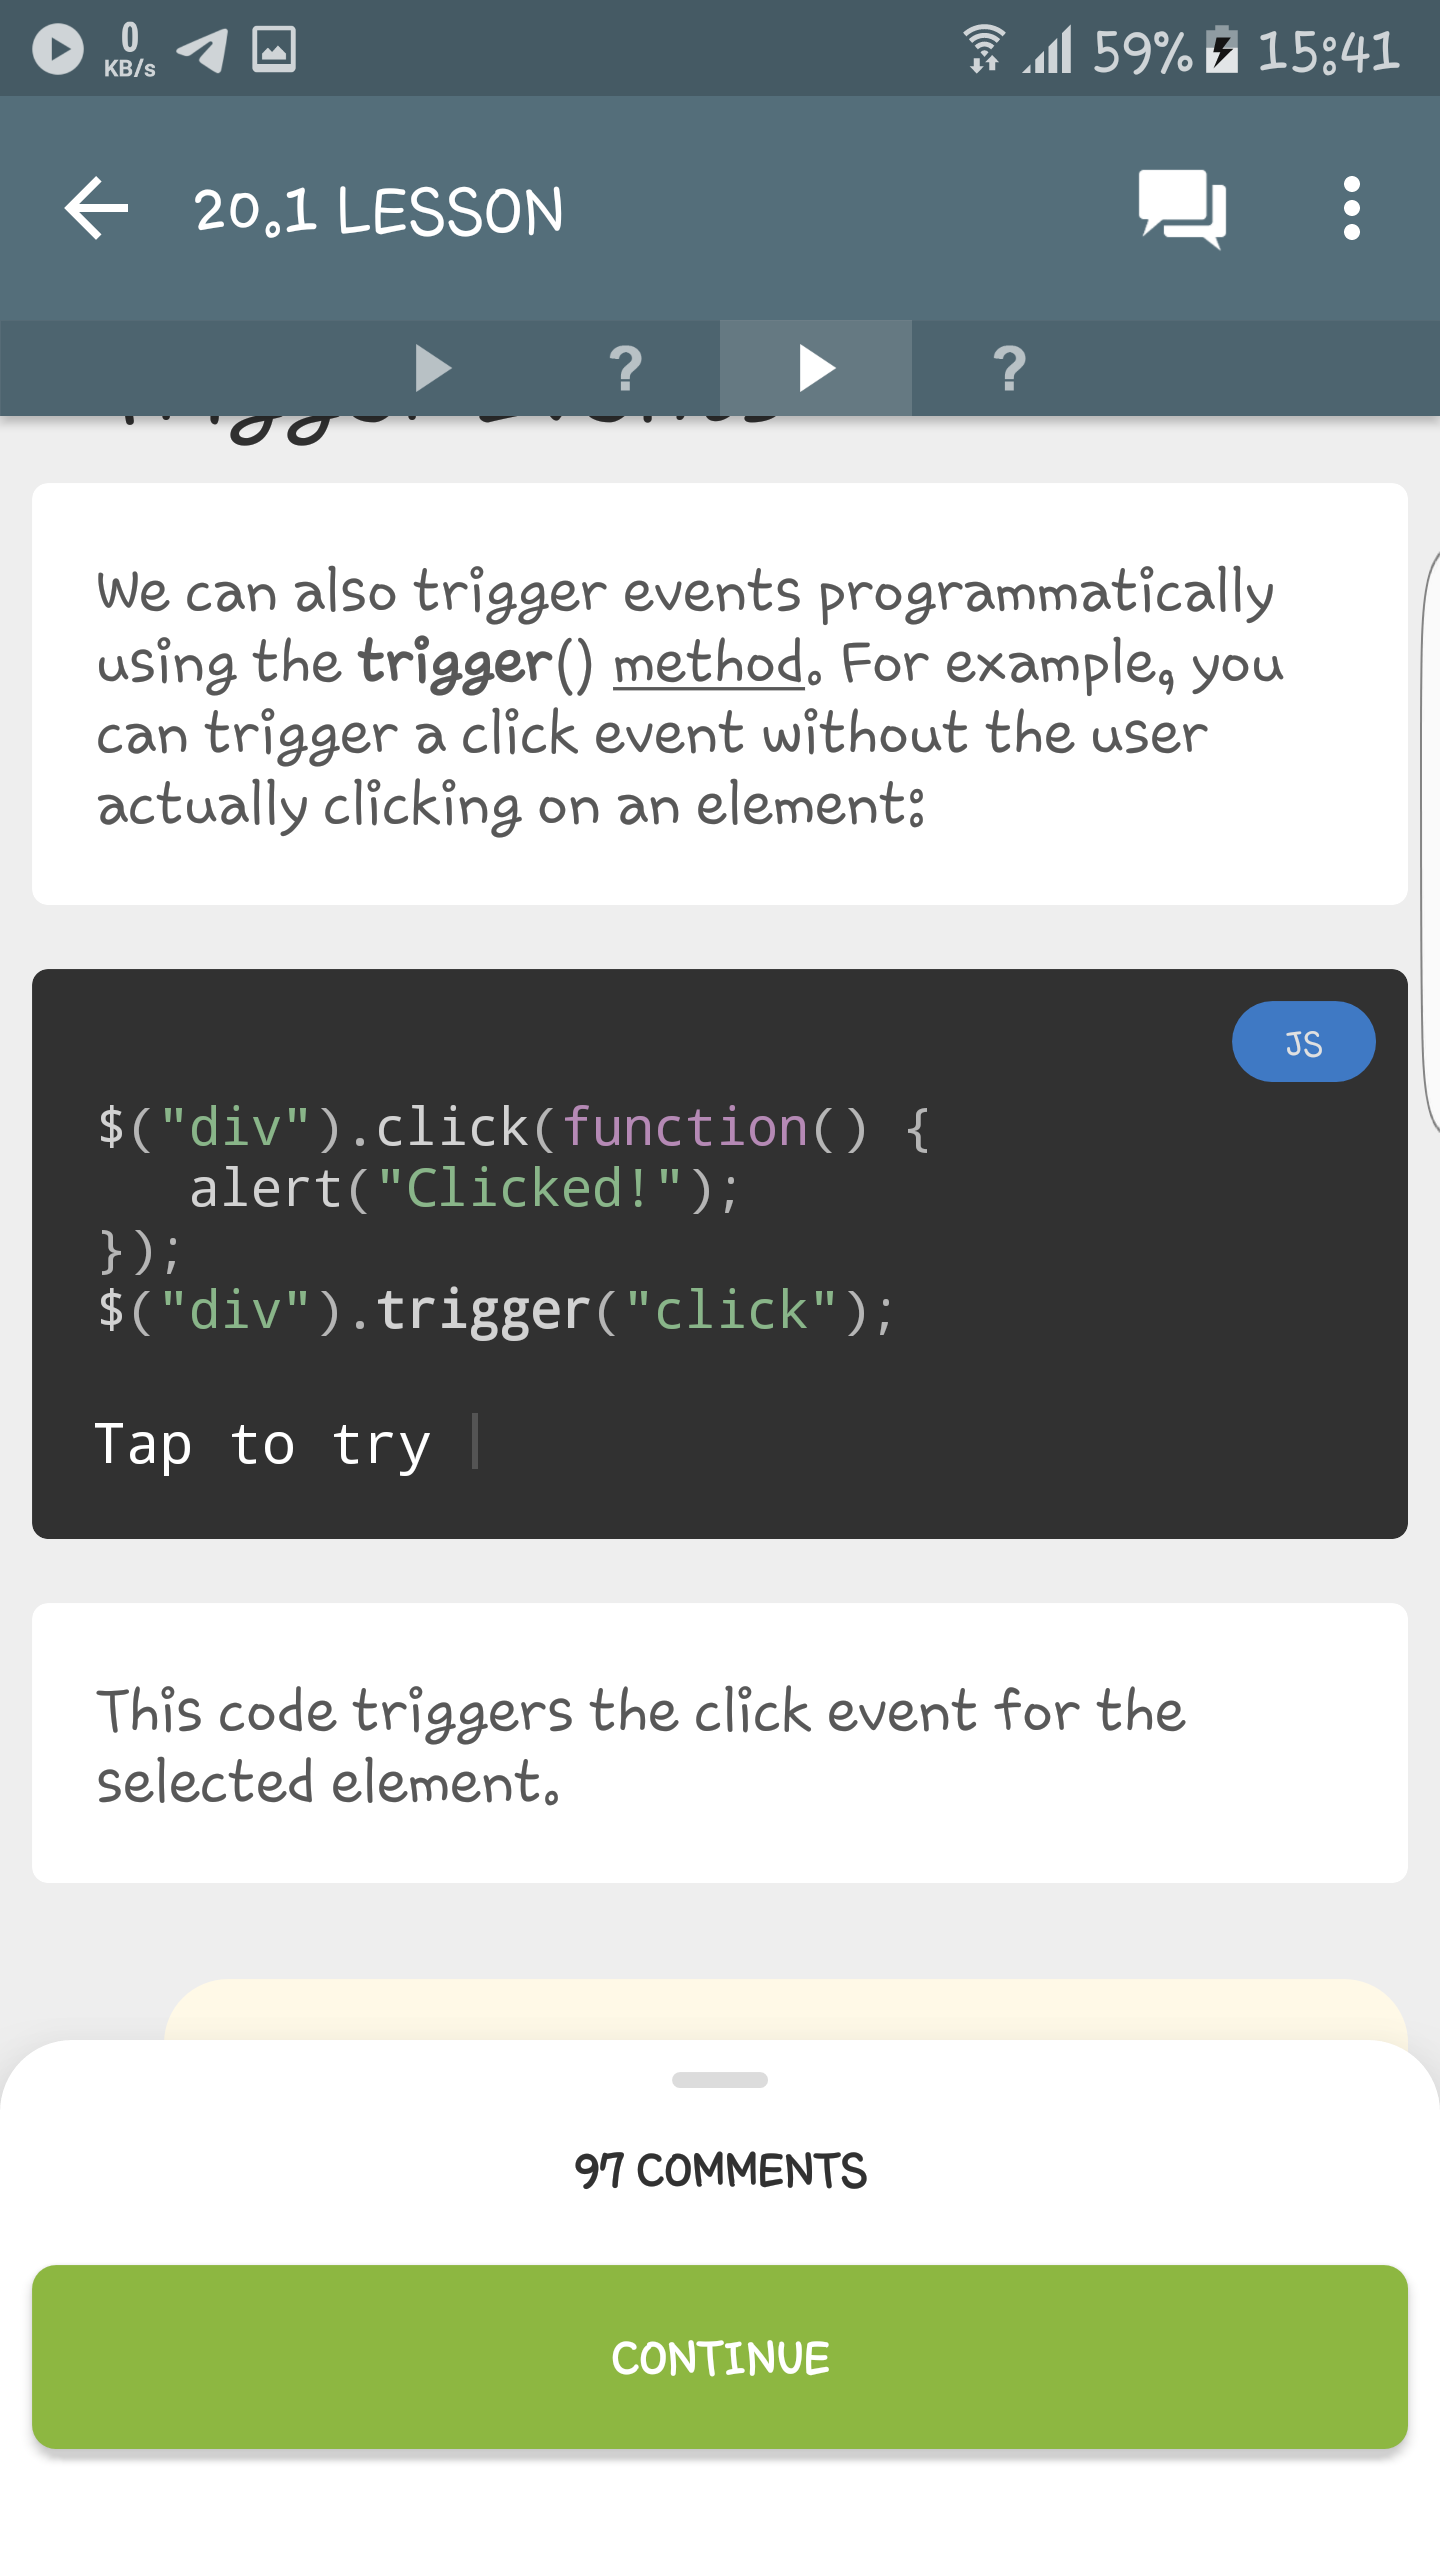 0
KB/s
59% 15:41
20.1 LESSON
? ?
Trigger Events
We can also trigger events programmatically
using the trigger() method. For example, you
can trigger a click event without the user
actually clicking on an element:
JS
$("div").click(function() {
   alert("Clicked!");
});
$("div").trigger("click");
Tap to try
This code triggers the click event for the
selected element.
97 COMMENTS
CONTINUE